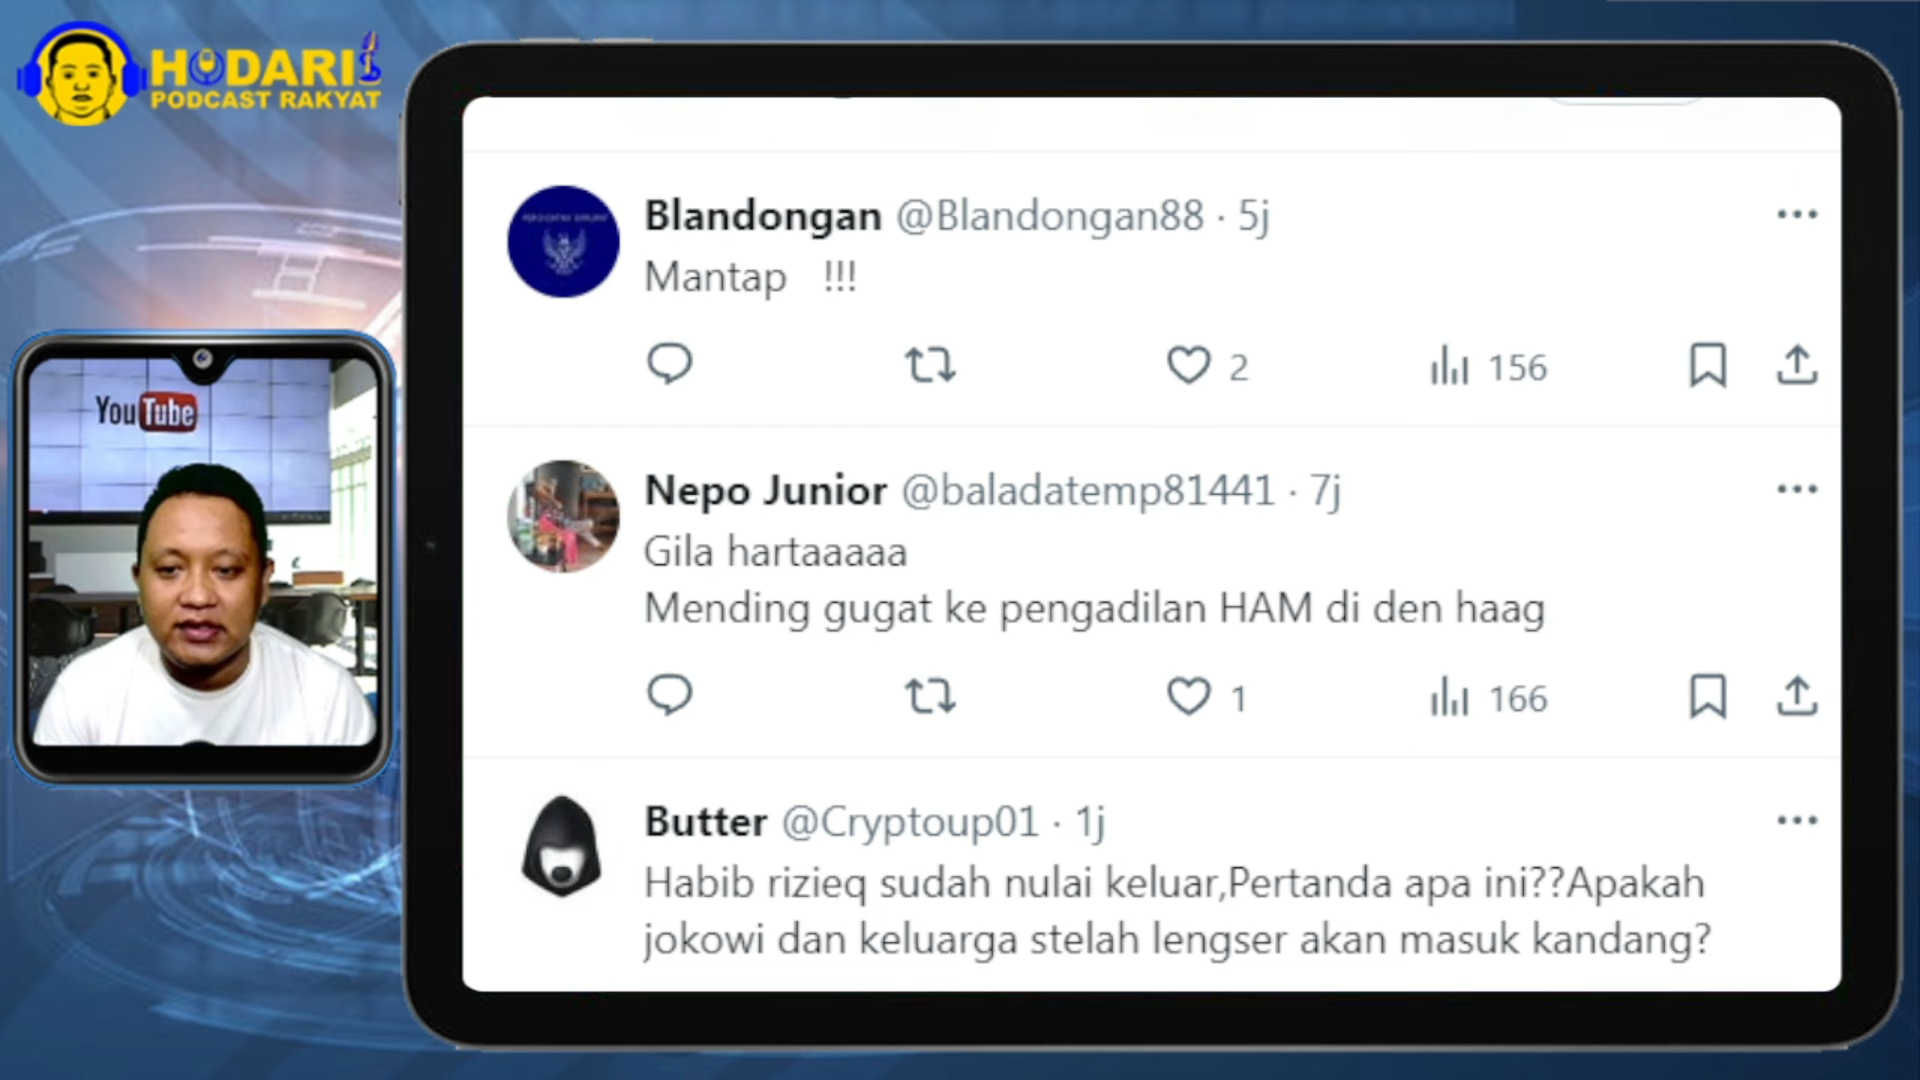 HODARI
PODCAST RAKYAT
YouTube
Blandongan @Blandongan88 · 5j
Mantap !!!
2
156
Nepo Junior @baladatemp81441 · 7j
Gila hartaaaaa
Mending gugat ke pengadilan HAM di den haag
1
166
Butter @Cryptoup01 · 1j
Habib rizieq sudah nulai keluar,Pertanda apa ini??Apakah
jokowi dan keluarga stelah lengser akan masuk kandang?